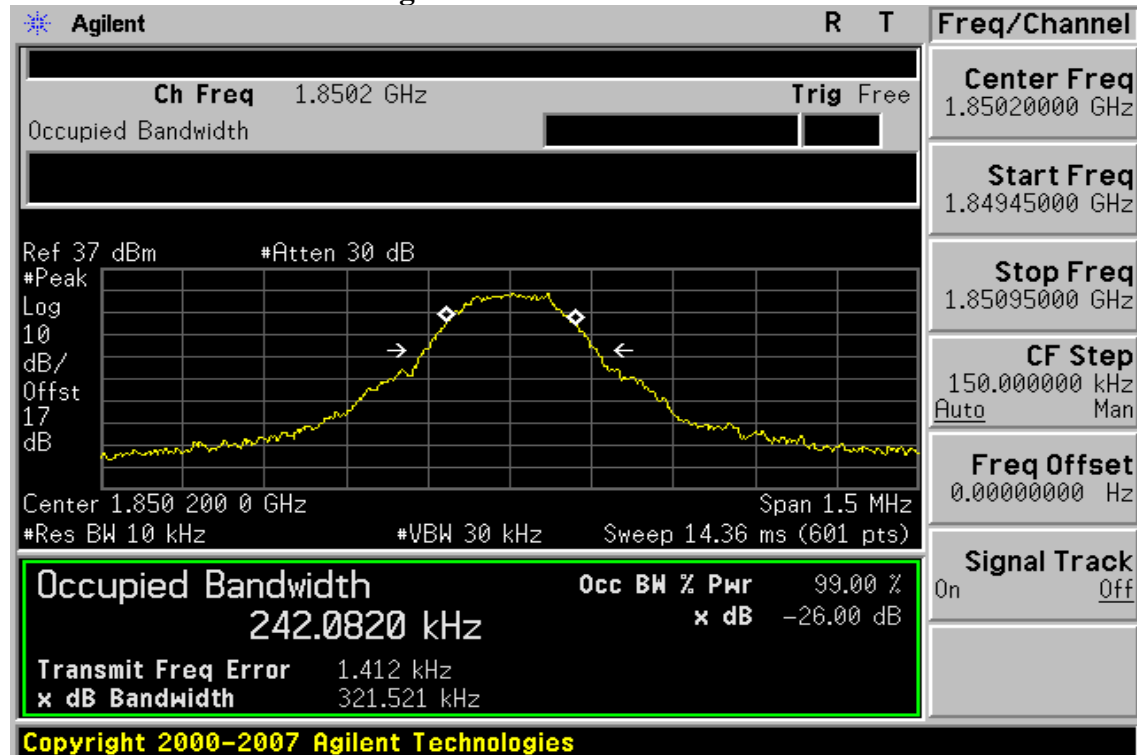 Agilent R T
Freq/Channel
Ch Freq 1.8502 GHz Trig Free
Occupied Bandwidth
Center Freq
1.85020000 GHz
Start Freq
1.84945000 GHz
Stop Freq
1.85095000 GHz
CF Step
150.000000 kHz
Auto Man
Freq Offset
0.00000000 Hz
Signal Track
On Off
Ref 37 dBm #Atten 30 dB
#Peak
Log
10
dB/
Offst
17
dB
Center 1.850 200 0 GHz Span 1.5 MHz
#Res BW 10 kHz #VBW 30 kHz Sweep 14.36 ms (601 pts)
Occupied Bandwidth Occ BW % Pwr 99.00 %
242.0820 kHz x dB -26.00 dB
Transmit Freq Error 1.412 kHz
x dB Bandwidth 321.521 kHz
Copyright 2000-2007 Agilent Technologies